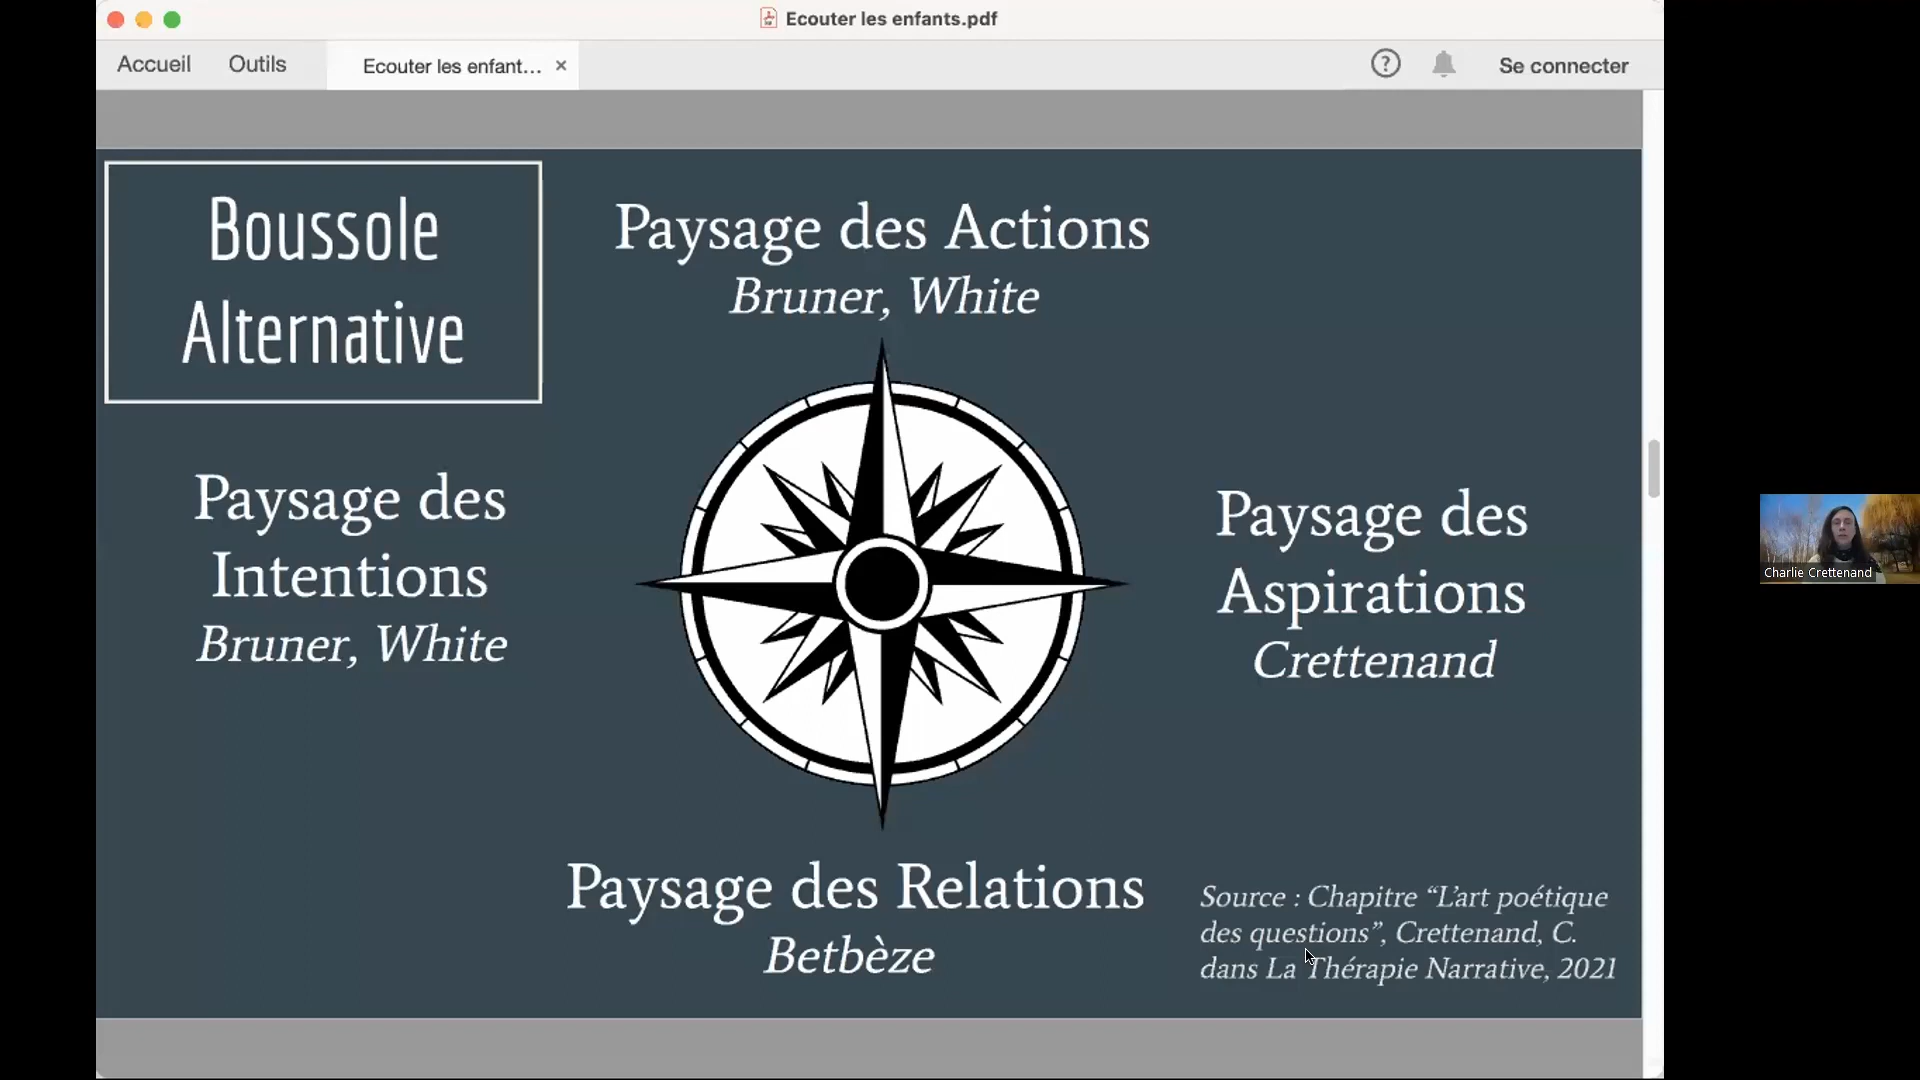 Ecouter les enfants.pdf
Accueil
Outils
Ecouter les enfant... ×
?
Se connecter
Boussole
Alternative
Paysage des Actions
Bruner, White
Paysage des
Intentions
Bruner, White
Paysage des
Aspirations
Crettenand
Paysage des Relations
Betbèze
Source : Chapitre “L’art poétique
des questions”, Crettenand, C.
dans La Thérapie Narrative, 2021
Charlie Crettenand